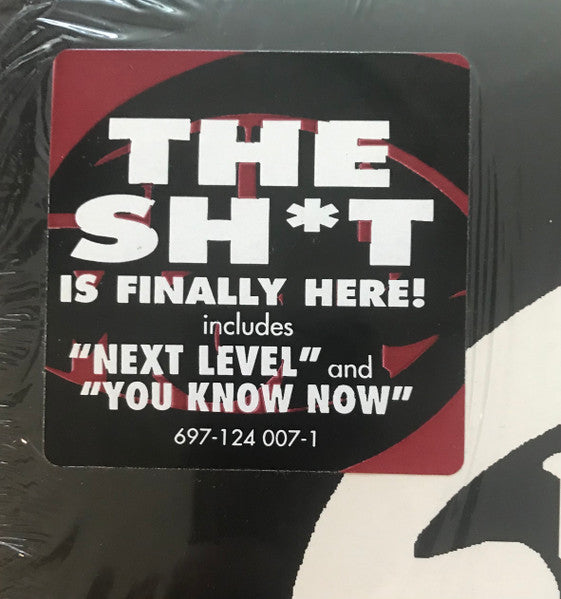 THE
SH*T
IS FINALLY HERE!
includes
"NEXT LEVEL" and
"YOU KNOW NOW"
697-124 007-1